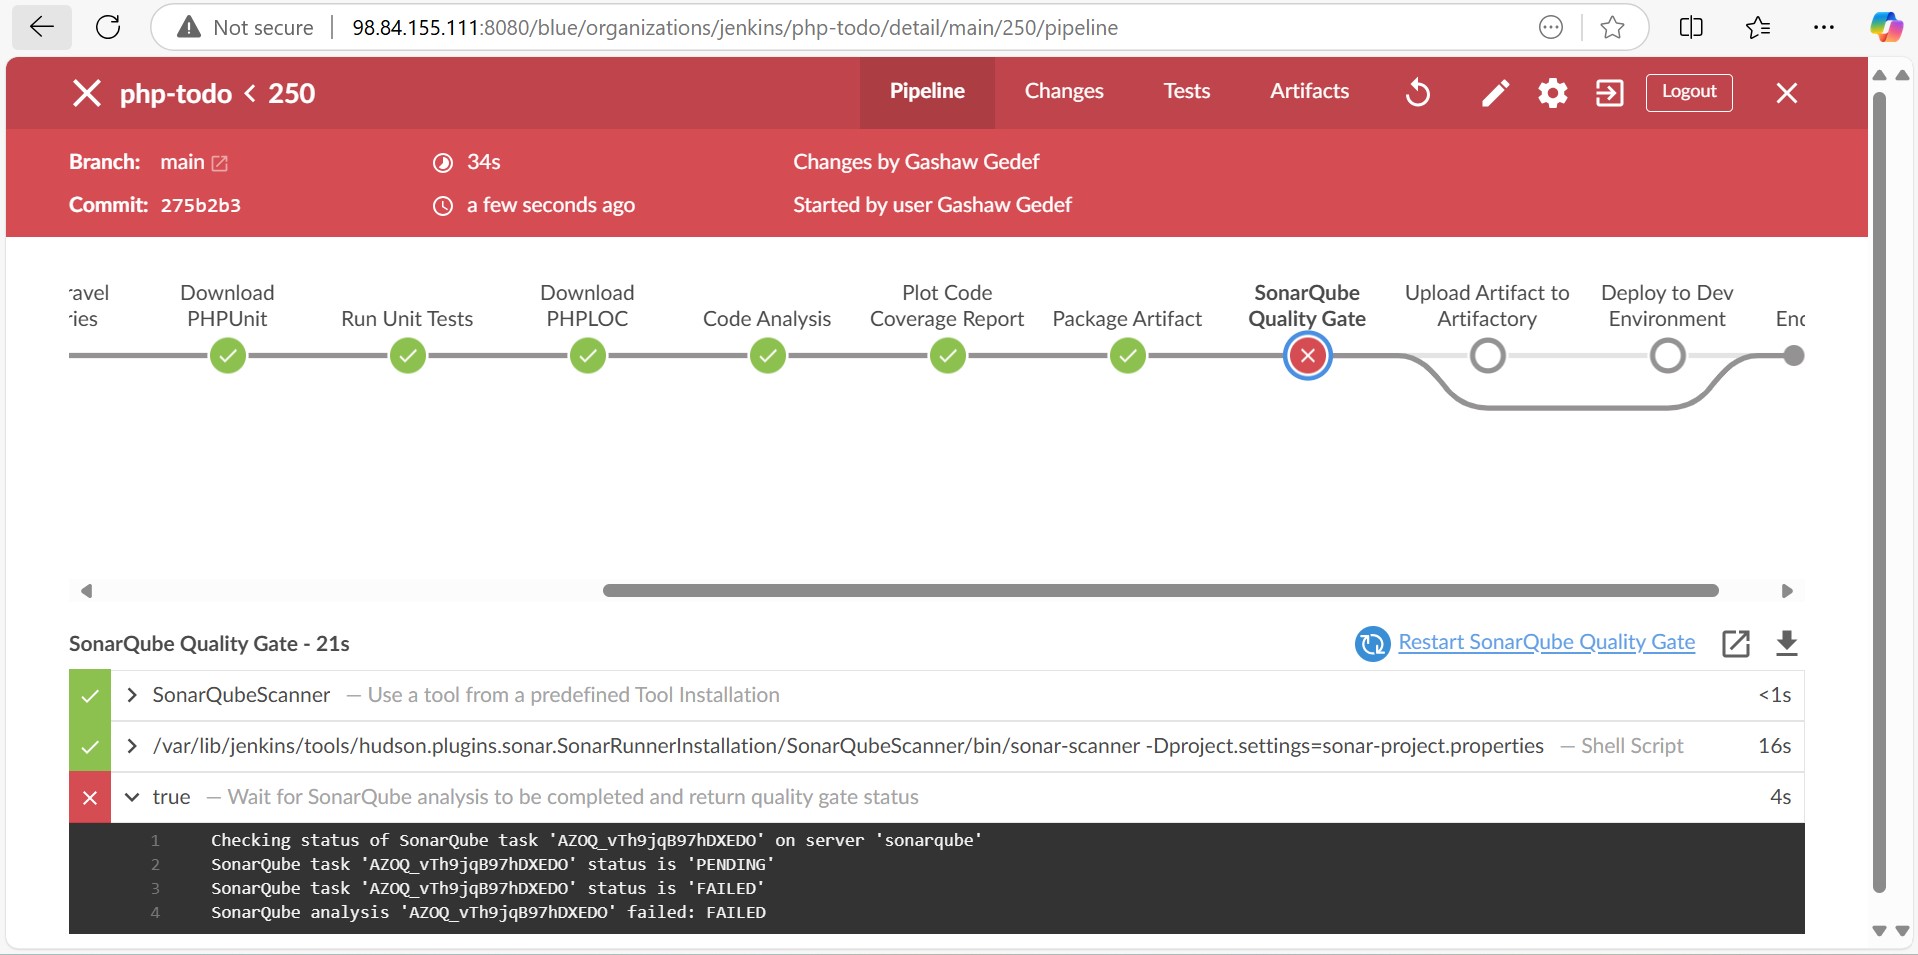 Not secure 98.84.155.111:8080/blue/organizations/jenkins/php-todo/detail/main/250/pipeline
php-todo < 250 Pipeline Changes Tests Artifacts Logout
Branch: main 34s Changes by Gashaw Gedef
Commit: 275b2b3 a few seconds ago Started by user Gashaw Gedef
ravel
ries
Download
PHPUnit
Run Unit Tests
Download
PHPLOC
Code Analysis
Plot Code
Coverage Report
Package Artifact
SonarQube
Quality Gate
Upload Artifact to
Artifactory
Deploy to Dev
Environment
End
SonarQube Quality Gate - 21s Restart SonarQube Quality Gate
SonarQubeScanner — Use a tool from a predefined Tool Installation <1s
/var/lib/jenkins/tools/hudson.plugins.sonar.SonarRunnerInstallation/SonarQubeScanner/bin/sonar-scanner -Dproject.settings=sonar-project.properties — Shell Script 16s
true — Wait for SonarQube analysis to be completed and return quality gate status 4s
1 Checking status of SonarQube task 'AZOQ_vTh9jqB97hDXEDO' on server 'sonarqube'
2 SonarQube task 'AZOQ_vTh9jqB97hDXEDO' status is 'PENDING'
3 SonarQube task 'AZOQ_vTh9jqB97hDXEDO' status is 'FAILED'
4 SonarQube analysis 'AZOQ_vTh9jqB97hDXEDO' failed: FAILED